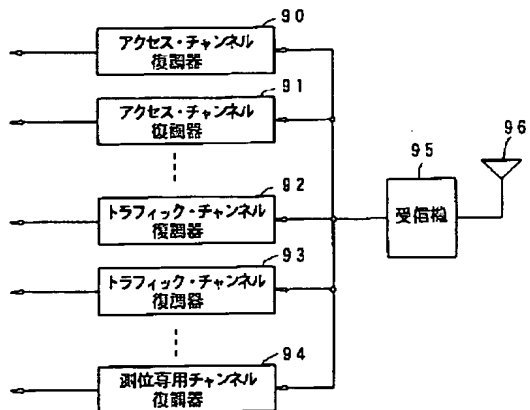 90
アクセス・チャンネル
復調器
91
アクセス・チャンネル
復調器
92
トラフィック・チャンネル
復調器
93
トラフィック・チャンネル
復調器
94
測位専用チャンネル
復調器
95
受信機
96